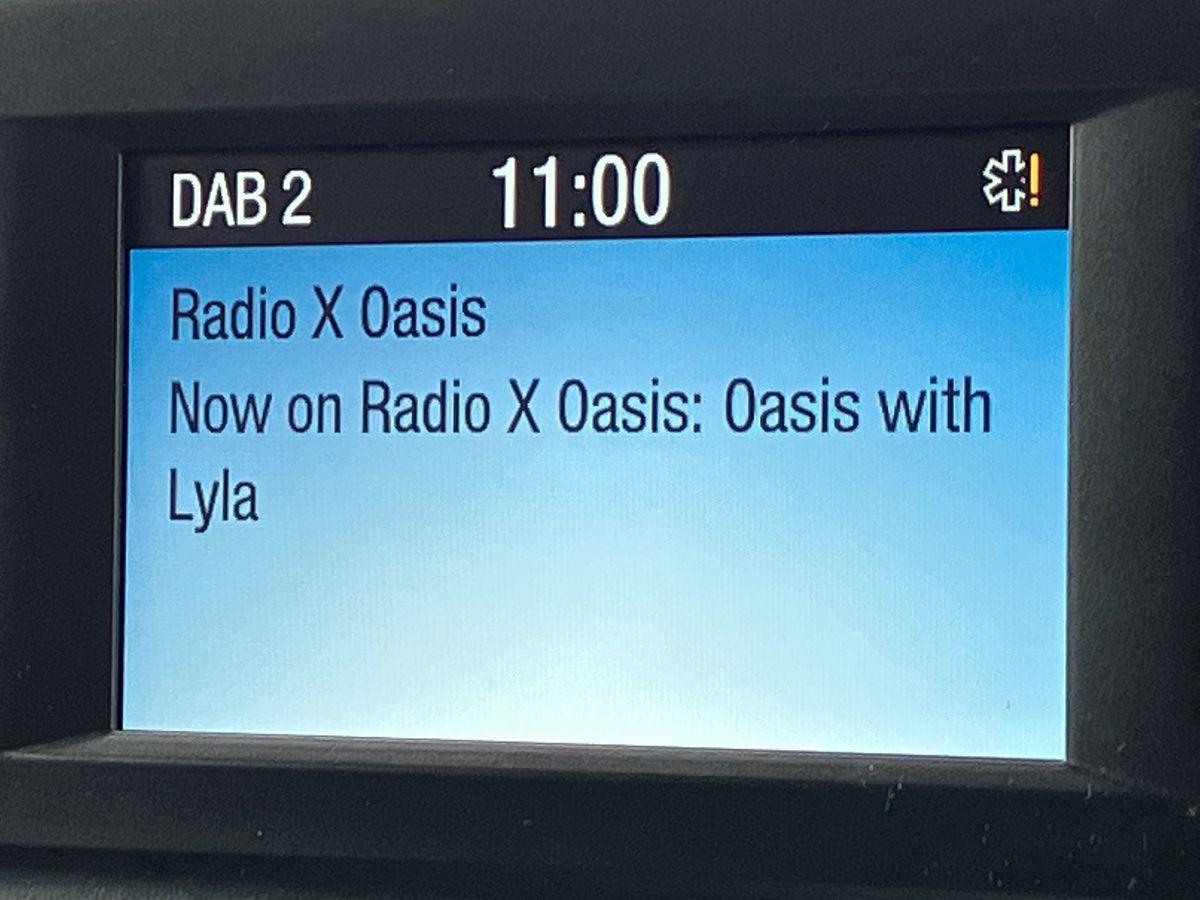 DAB 2 11:00
Radio X Oasis
Now on Radio X Oasis: Oasis with
Lyla